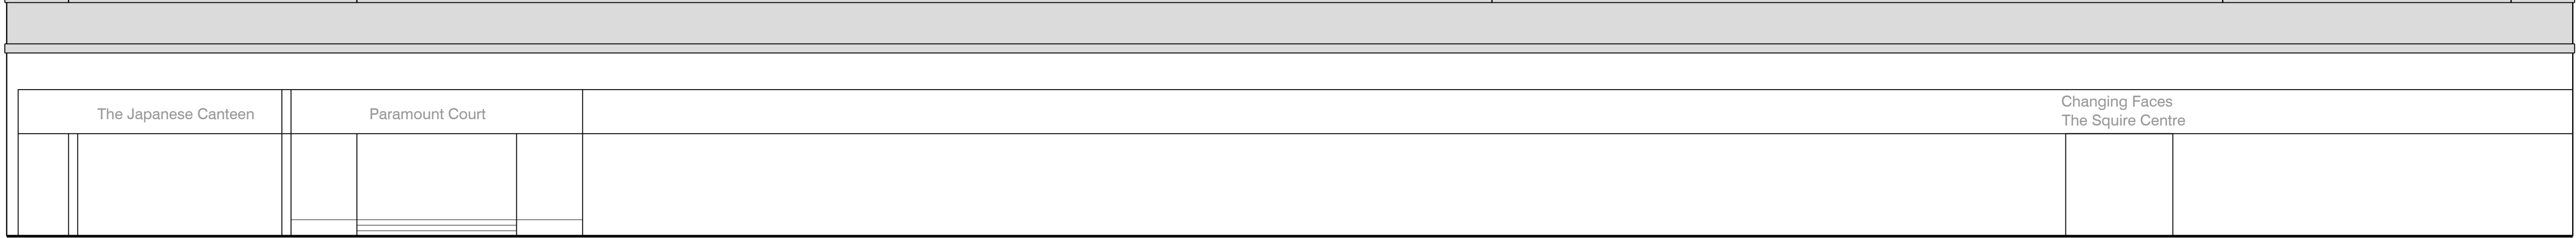 The Japanese Canteen
Paramount Court
Changing Faces
The Squire Centre